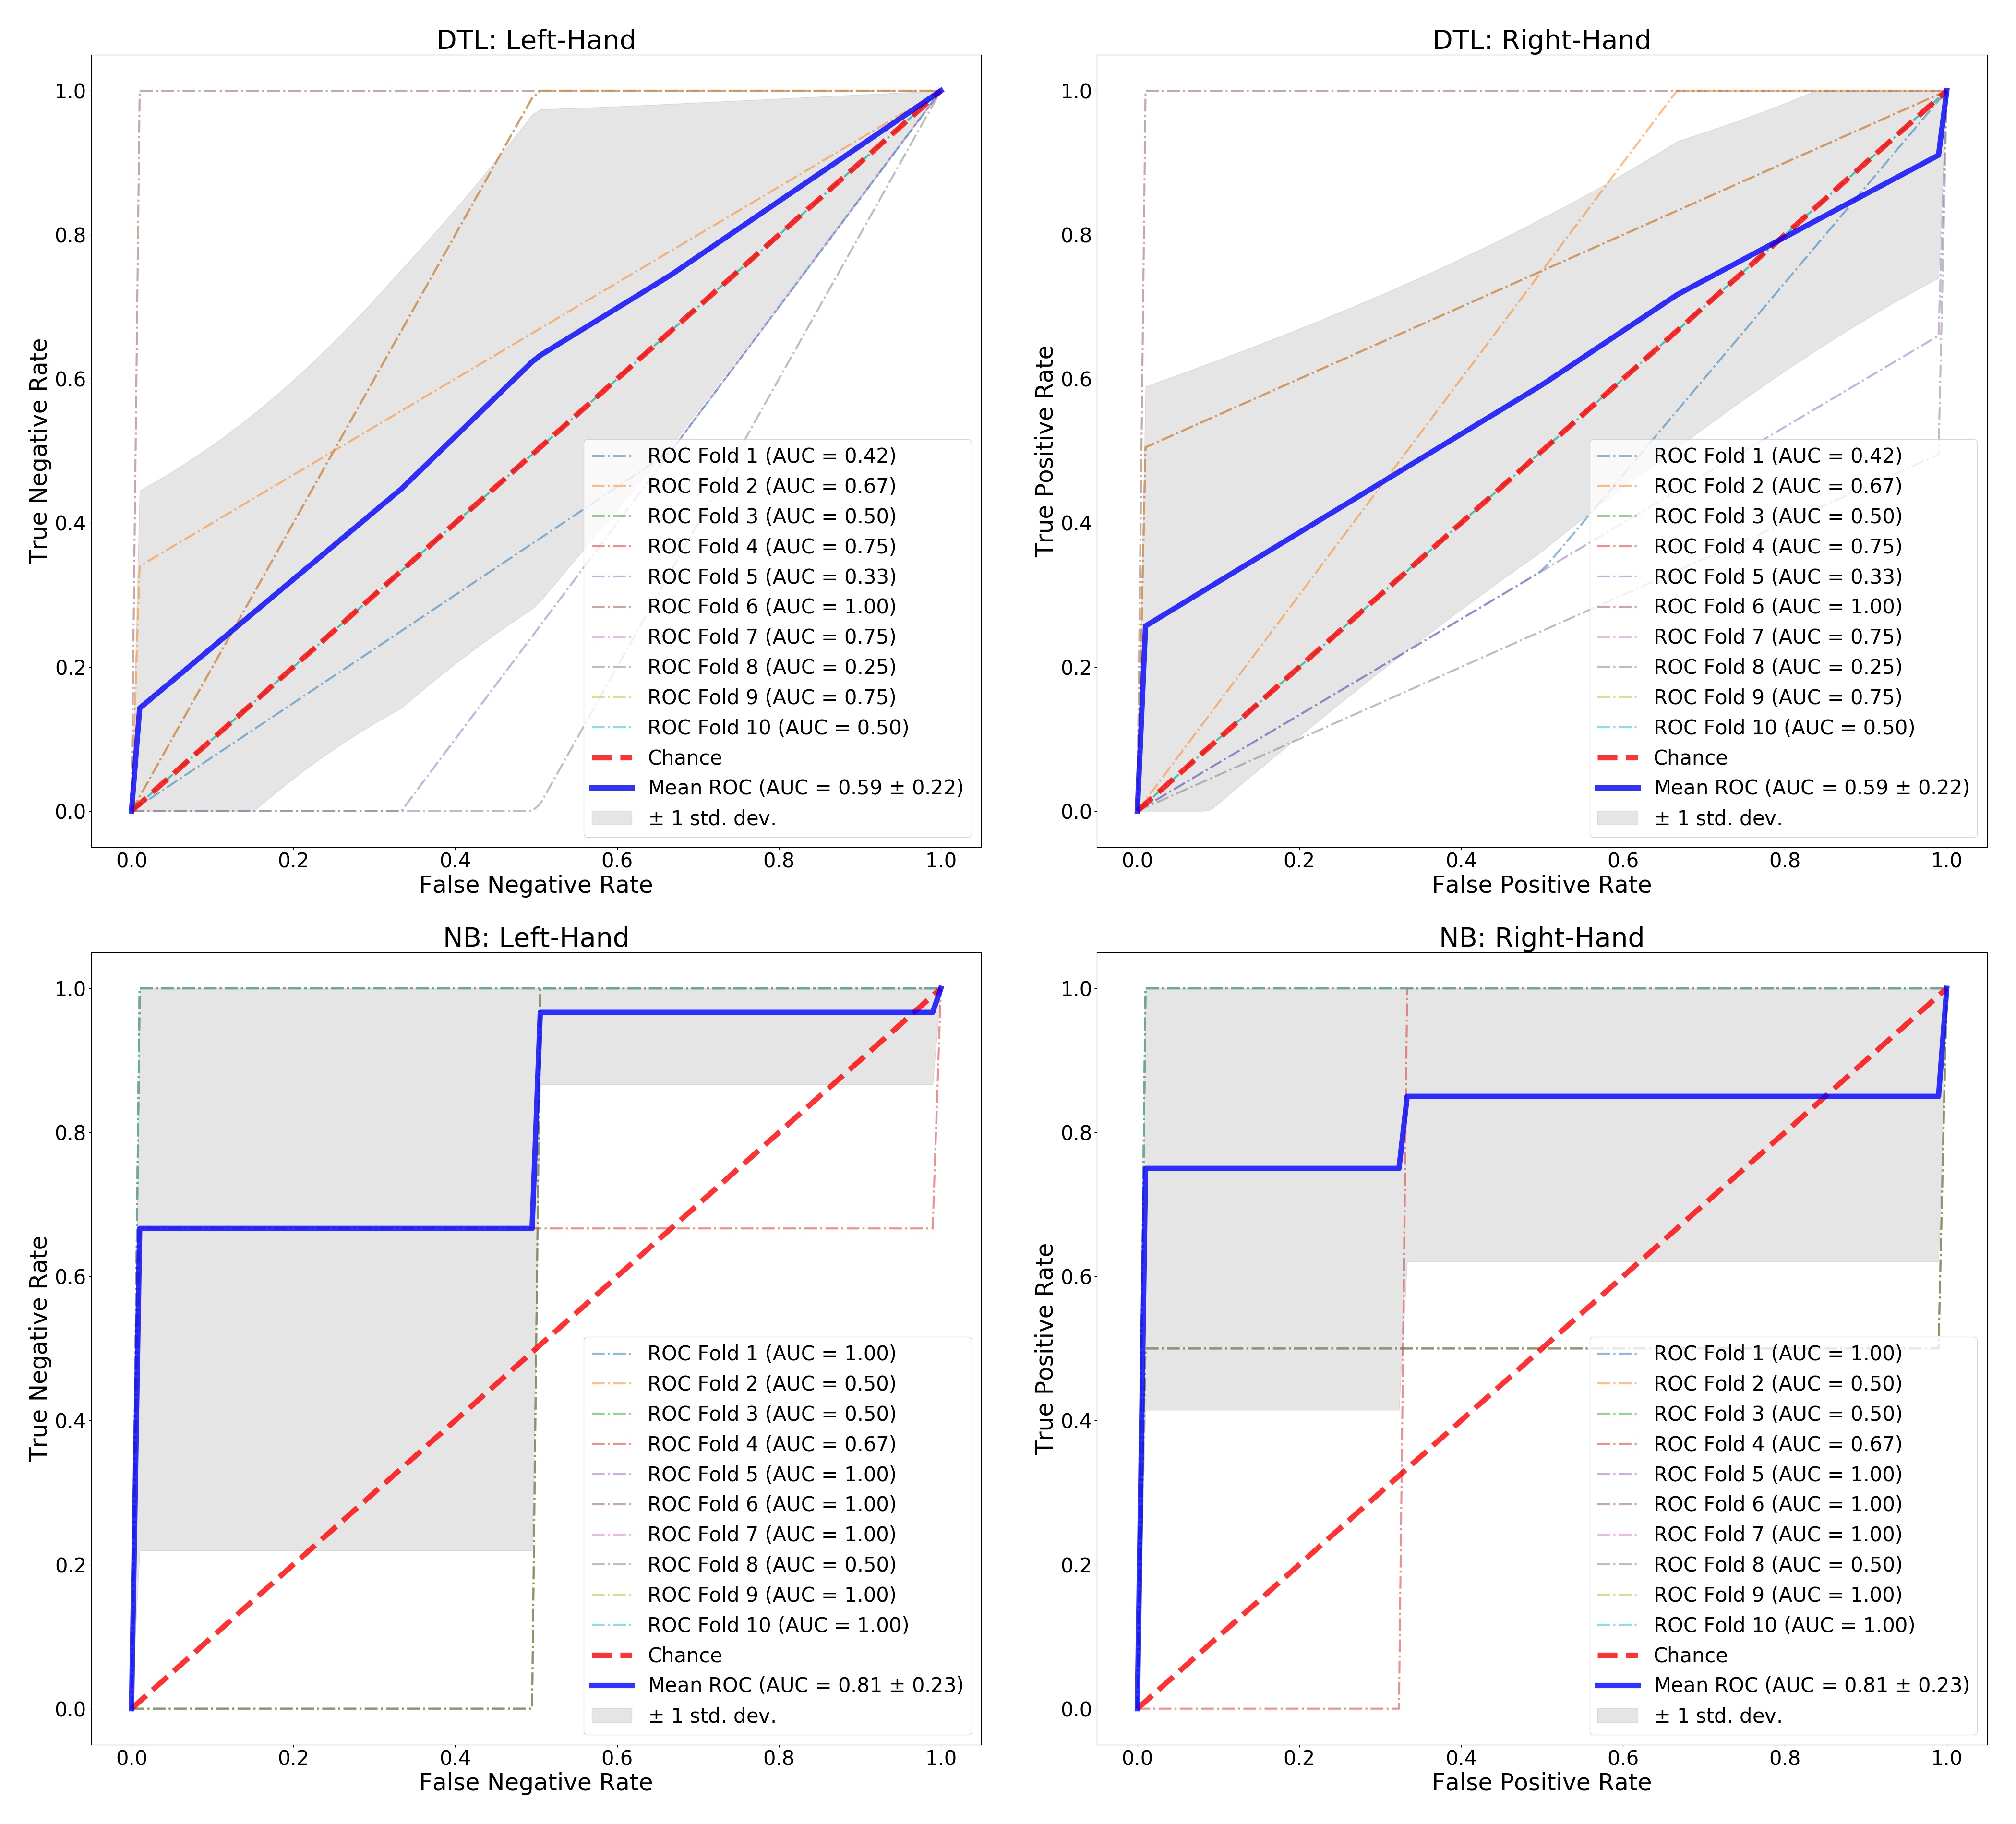 DTL: Left-Hand
True Negative Rate
1.0
0.8
0.6
0.4
0.2
0.0
ROC Fold 1 (AUC = 0.42)
ROC Fold 2 (AUC = 0.67)
ROC Fold 3 (AUC = 0.50)
ROC Fold 4 (AUC = 0.75)
ROC Fold 5 (AUC = 0.33)
ROC Fold 6 (AUC = 1.00)
ROC Fold 7 (AUC = 0.75)
ROC Fold 8 (AUC = 0.25)
ROC Fold 9 (AUC = 0.75)
ROC Fold 10 (AUC = 0.50)
Chance
Mean ROC (AUC = 0.59 ± 0.22)
± 1 std. dev.
0.0 0.2 0.4 0.6 0.8 1.0
False Negative Rate
DTL: Right-Hand
True Positive Rate
1.0
0.8
0.6
0.4
0.2
0.0
ROC Fold 1 (AUC = 0.42)
ROC Fold 2 (AUC = 0.67)
ROC Fold 3 (AUC = 0.50)
ROC Fold 4 (AUC = 0.75)
ROC Fold 5 (AUC = 0.33)
ROC Fold 6 (AUC = 1.00)
ROC Fold 7 (AUC = 0.75)
ROC Fold 8 (AUC = 0.25)
ROC Fold 9 (AUC = 0.75)
ROC Fold 10 (AUC = 0.50)
Chance
Mean ROC (AUC = 0.59 ± 0.22)
± 1 std. dev.
0.0 0.2 0.4 0.6 0.8 1.0
False Positive Rate
NB: Left-Hand
True Negative Rate
1.0
0.8
0.6
0.4
0.2
0.0
ROC Fold 1 (AUC = 1.00)
ROC Fold 2 (AUC = 0.50)
ROC Fold 3 (AUC = 0.50)
ROC Fold 4 (AUC = 0.67)
ROC Fold 5 (AUC = 1.00)
ROC Fold 6 (AUC = 1.00)
ROC Fold 7 (AUC = 1.00)
ROC Fold 8 (AUC = 0.50)
ROC Fold 9 (AUC = 1.00)
ROC Fold 10 (AUC = 1.00)
Chance
Mean ROC (AUC = 0.81 ± 0.23)
± 1 std. dev.
0.0 0.2 0.4 0.6 0.8 1.0
False Negative Rate
NB: Right-Hand
True Positive Rate
1.0
0.8
0.6
0.4
0.2
0.0
ROC Fold 1 (AUC = 1.00)
ROC Fold 2 (AUC = 0.50)
ROC Fold 3 (AUC = 0.50)
ROC Fold 4 (AUC = 0.67)
ROC Fold 5 (AUC = 1.00)
ROC Fold 6 (AUC = 1.00)
ROC Fold 7 (AUC = 1.00)
ROC Fold 8 (AUC = 0.50)
ROC Fold 9 (AUC = 1.00)
ROC Fold 10 (AUC = 1.00)
Chance
Mean ROC (AUC = 0.81 ± 0.23)
± 1 std. dev.
0.0 0.2 0.4 0.6 0.8 1.0
False Positive Rate